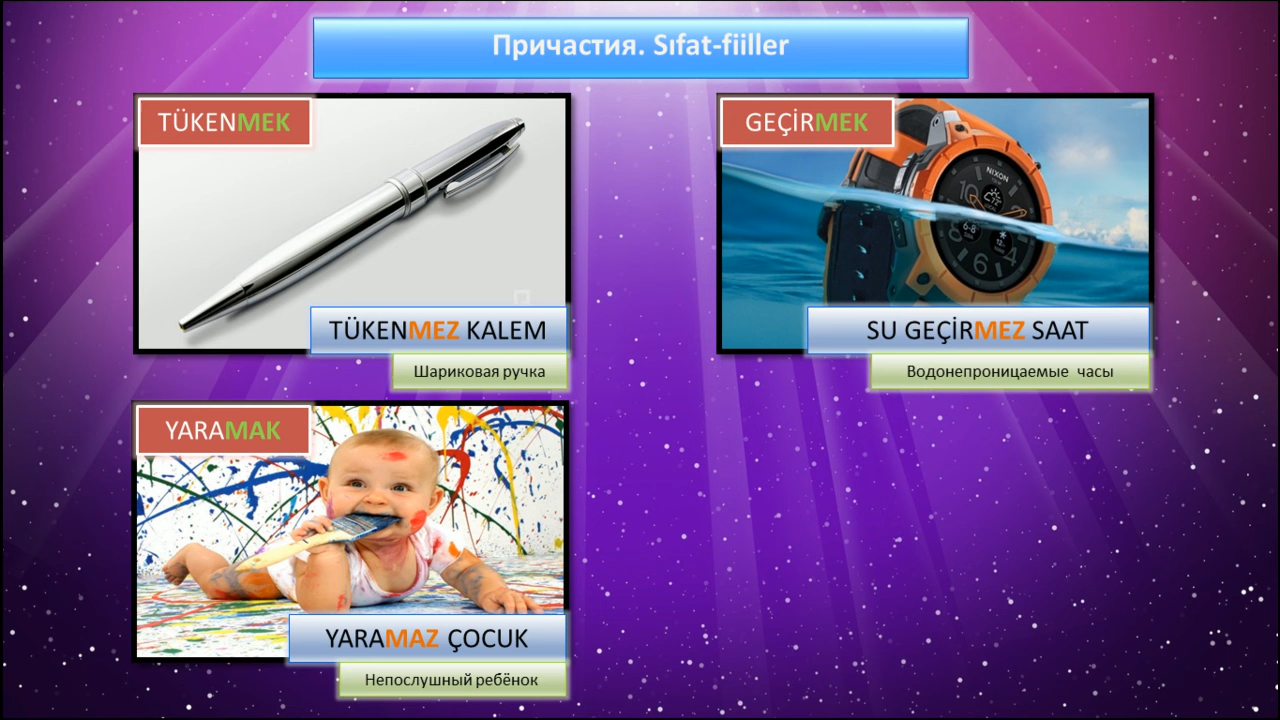 Причастия. Sıfat-fiiller
TÜKENMEK
TÜKENMEZ KALEM
Шариковая ручка
GEÇİRMEK
NIXON
SU GEÇİRMEZ SAAT
Водонепроницаемые часы
YARAMAK
YARAMAZ ÇOCUK
Непослушный ребёнок